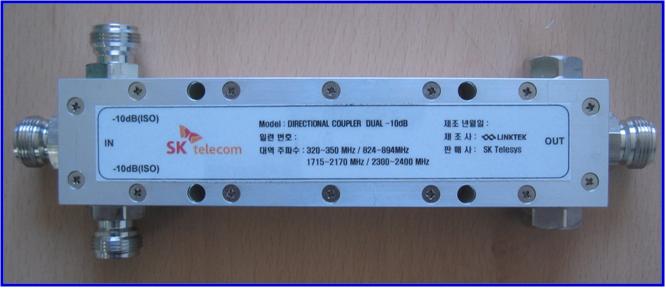 -10dB(ISO)
IN
-10dB(ISO)
SK telecom
Model : DIRECTIONAL COUPLER DUAL -10dB
일련 번호 :
대역 주파수 : 320-350 MHz / 824-894MHz
1715-2170 MHz / 2300-2400 MHz
제조 년월일 :
제 조 사 : LINKTEK
판 매 사 : SK Telesys
OUT